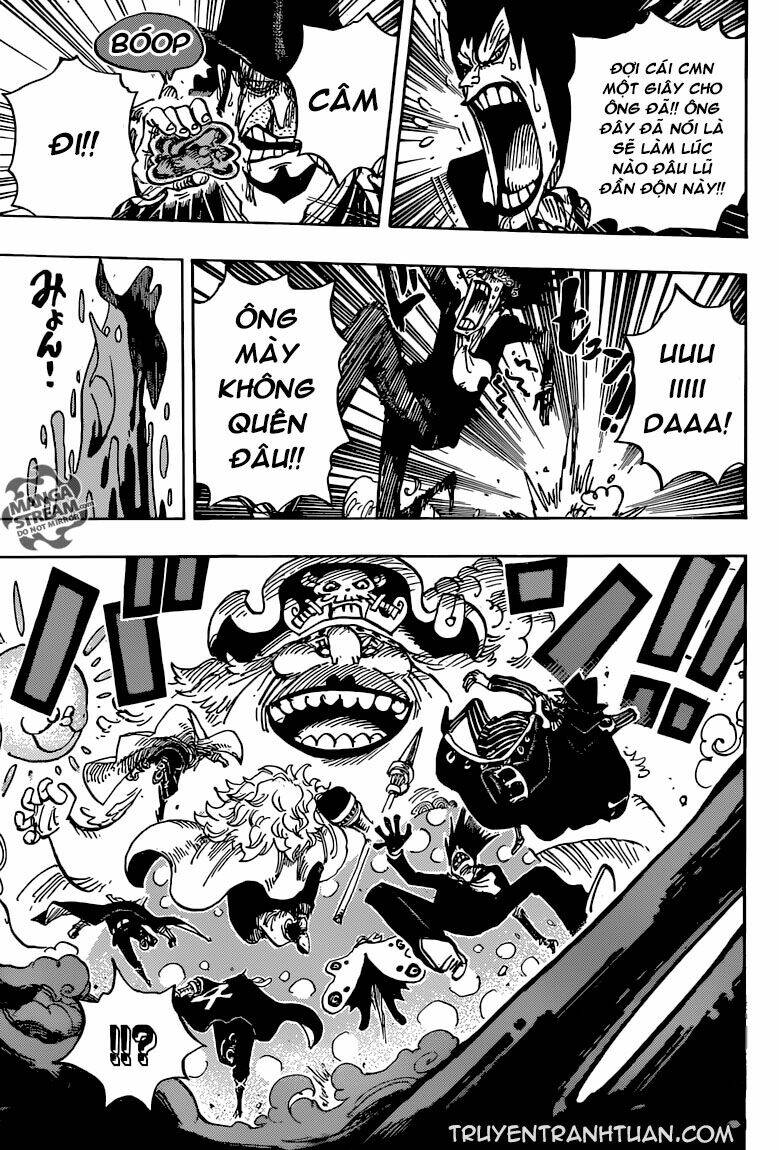 ĐỢI CÁI CMN
MỘT GIÂY CHO
ÔNG ĐÃ!! ÔNG
ĐÂY ĐÃ NÓI LÀ
SẼ LÀM LÚC
NÀO ĐÂU LŨ
ĐẦN ĐỘN NÀY!!
CÂM
BÓOP
ĐI!!
UUU
IIIII
DAAA!
ÔNG
MÀY
KHÔNG
QUÊN
ĐÂU!!
みょん!
MANGA
STREAM.com
DO NOT MIRROR
!!?
TRUYENTRANHTUAN.COM